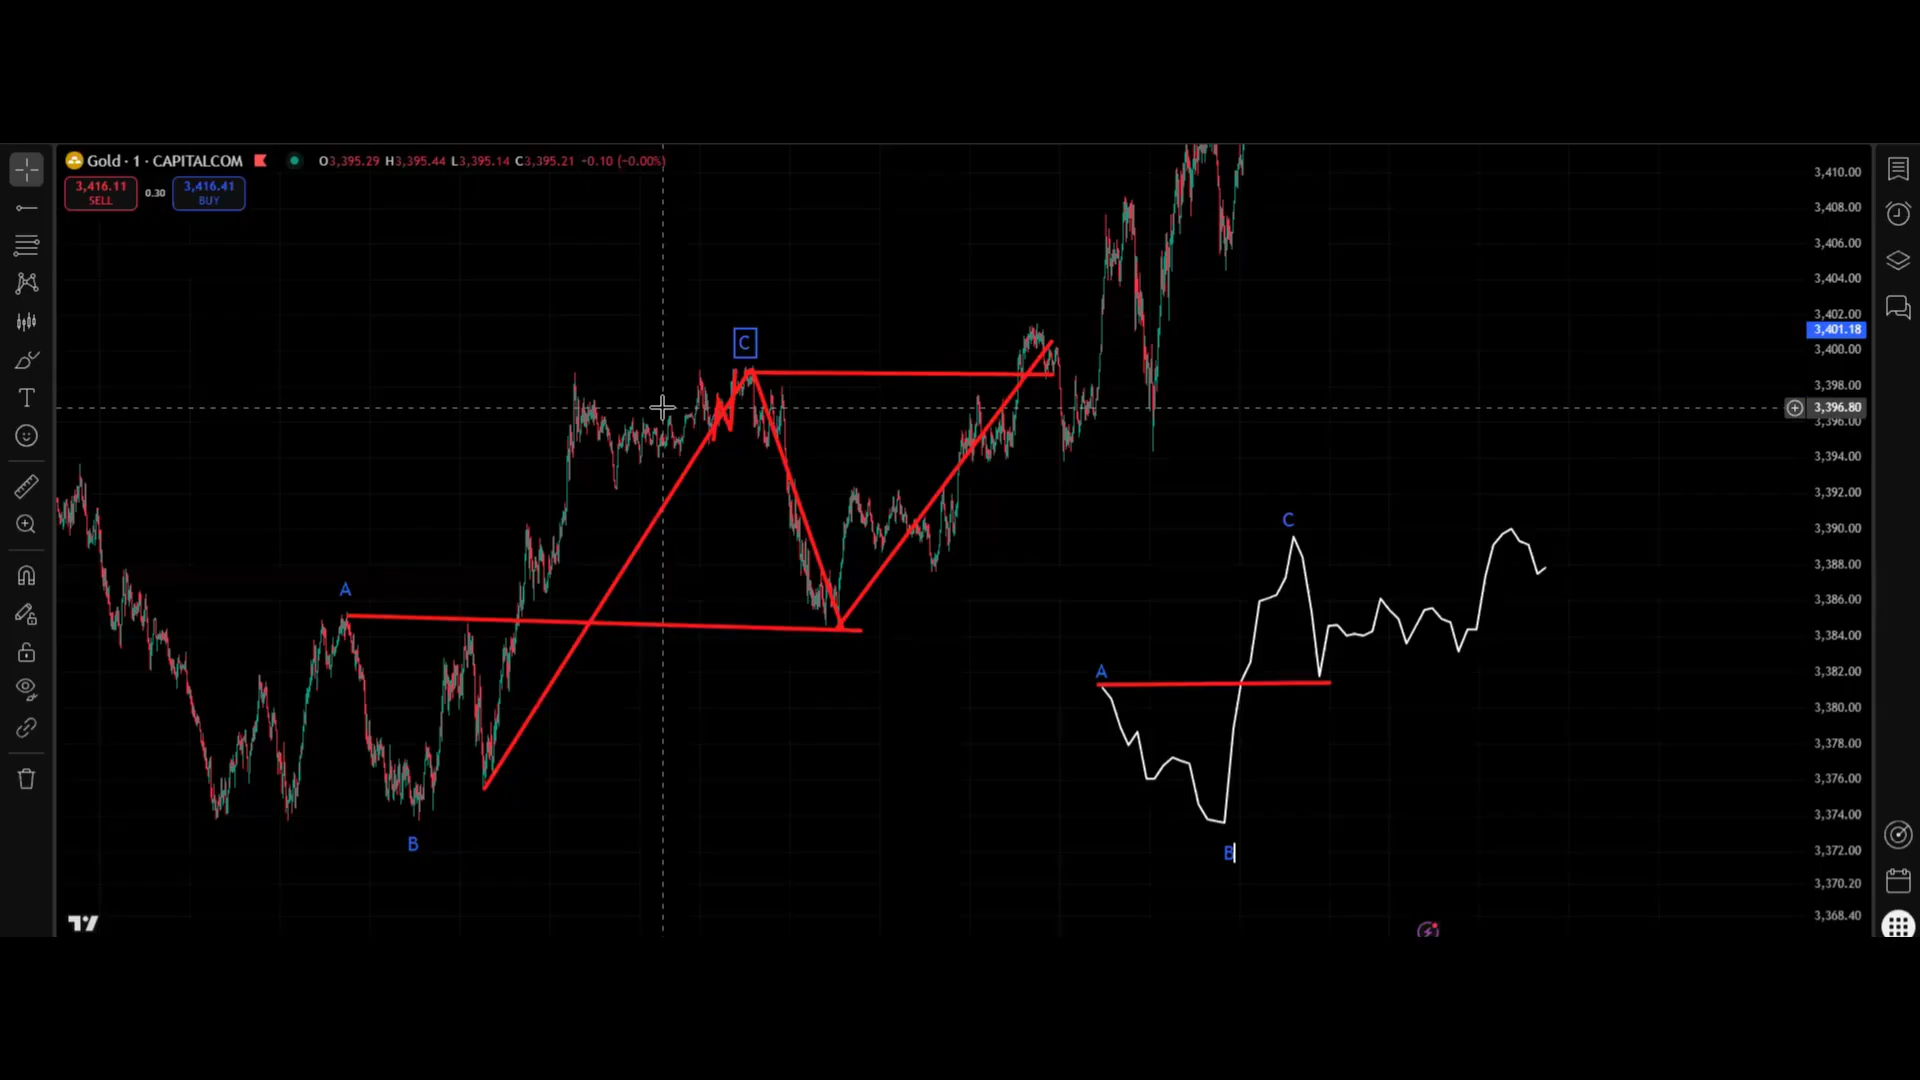 Gold · 1 · CAPITALCOM O3,395.29 H3,395.44 L3,395.14 C3,395.21 -0.10 (-0.00%)
3,416.11 0.30 3,416.41
SELL BUY
C
A
B
C
A
B
3,410.00
3,408.00
3,406.00
3,404.00
3,402.00
3,401.18
3,400.00
3,398.00
3,396.80
3,396.00
3,394.00
3,392.00
3,390.00
3,388.00
3,386.00
3,384.00
3,382.00
3,380.00
3,378.00
3,376.00
3,374.00
3,372.00
3,370.20
3,368.40